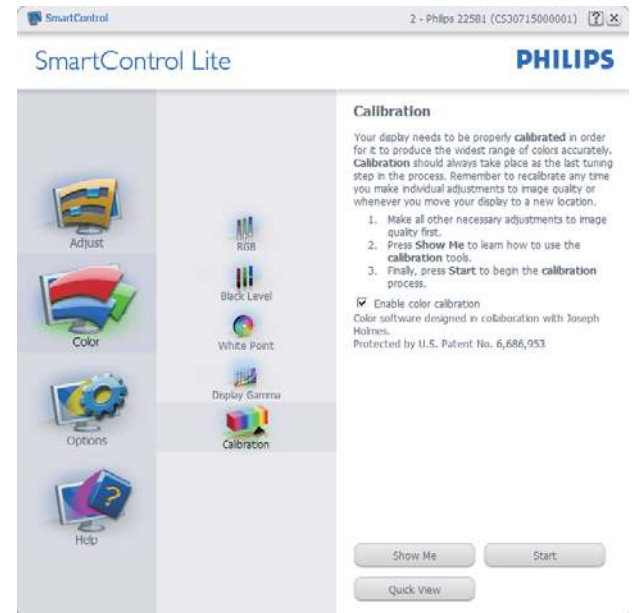 SmartControl
2 - Philips 225B1 (CS30715000001)
SmartControl Lite
PHILIPS
Adjust
Color
Options
Help
RGB
Black Level
White Point
Display Gamma
Calibration
Calibration
Your display needs to be properly calibrated in order
for it to produce the widest range of colors accurately.
Calibration should always take place as the last tuning
step in the process. Remember to recalibrate any time
you make individual adjustments to image quality or
whenever you move your display to a new location.
1. Make all other necessary adjustments to image
quality first.
2. Press Show Me to learn how to use the
calibration tools.
3. Finally, press Start to begin the calibration
process.
Enable color calibration
Color software designed in collaboration with Joseph
Holmes.
Protected by U.S. Patent No. 6,686,953
Show Me
Start
Quick View